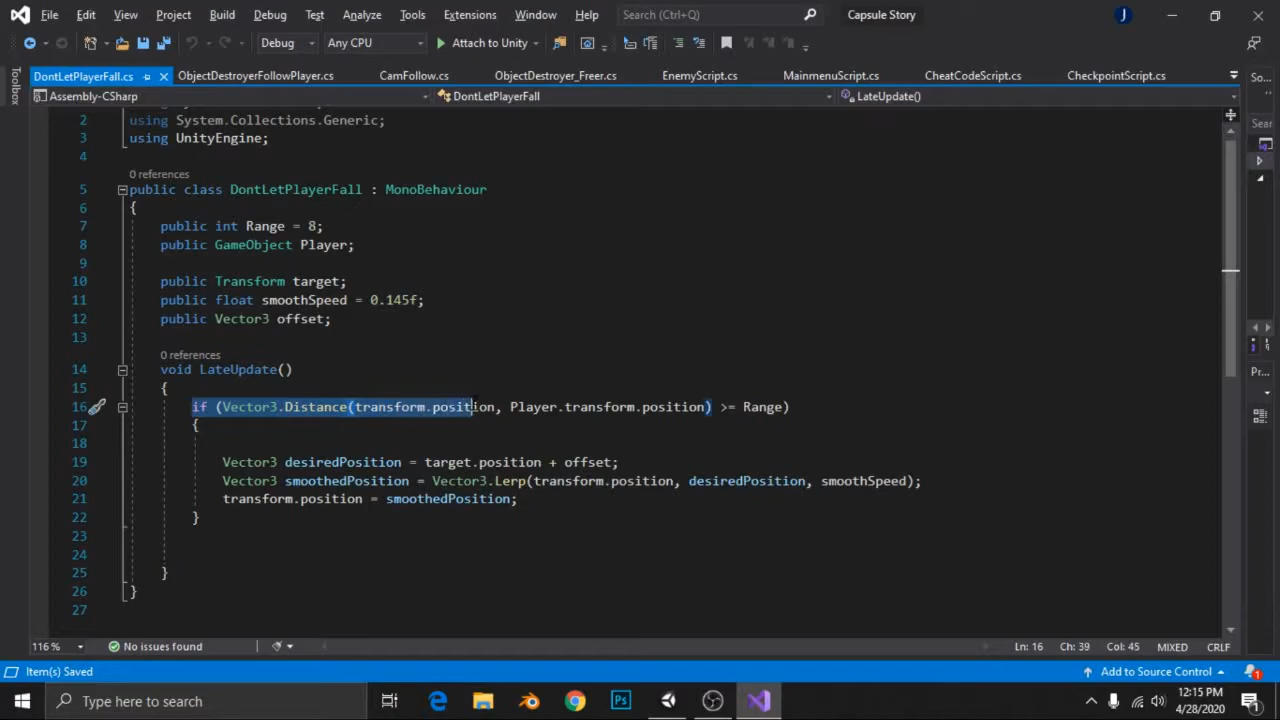 File Edit View Project Build Debug Test Analyze Tools Extensions Window Help Search (Ctrl+Q) Capsule Story J
Debug Any CPU Attach to Unity
Toolbox
DontLetPlayerFall.cs ObjectDestroyerFollowPlayer.cs CamFollow.cs ObjectDestroyer_Freer.cs EnemyScript.cs MainmenuScript.cs CheatCodeScript.cs CheckpointScript.cs So...
Assembly-CSharp DontLetPlayerFall LateUpdate()
2 using System.Collections.Generic;
3 using UnityEngine;
4
0 references
5 public class DontLetPlayerFall : MonoBehaviour
6 {
7 public int Range = 8;
8 public GameObject Player;
9
10 public Transform target;
11 public float smoothSpeed = 0.145f;
12 public Vector3 offset;
13
0 references
14 void LateUpdate()
15 {
16 if (Vector3.Distance(transform.position, Player.transform.position) >= Range)
17 {
18
19 Vector3 desiredPosition = target.position + offset;
20 Vector3 smoothedPosition = Vector3.Lerp(transform.position, desiredPosition, smoothSpeed);
21 transform.position = smoothedPosition;
22 }
23
24
25 }
26 }
27
Sear
Pr...
116 % No issues found Ln: 16 Ch: 39 Col: 45 MIXED CRLF
Item(s) Saved Add to Source Control 1
Type here to search Ps 12:15 PM
4/28/2020 1